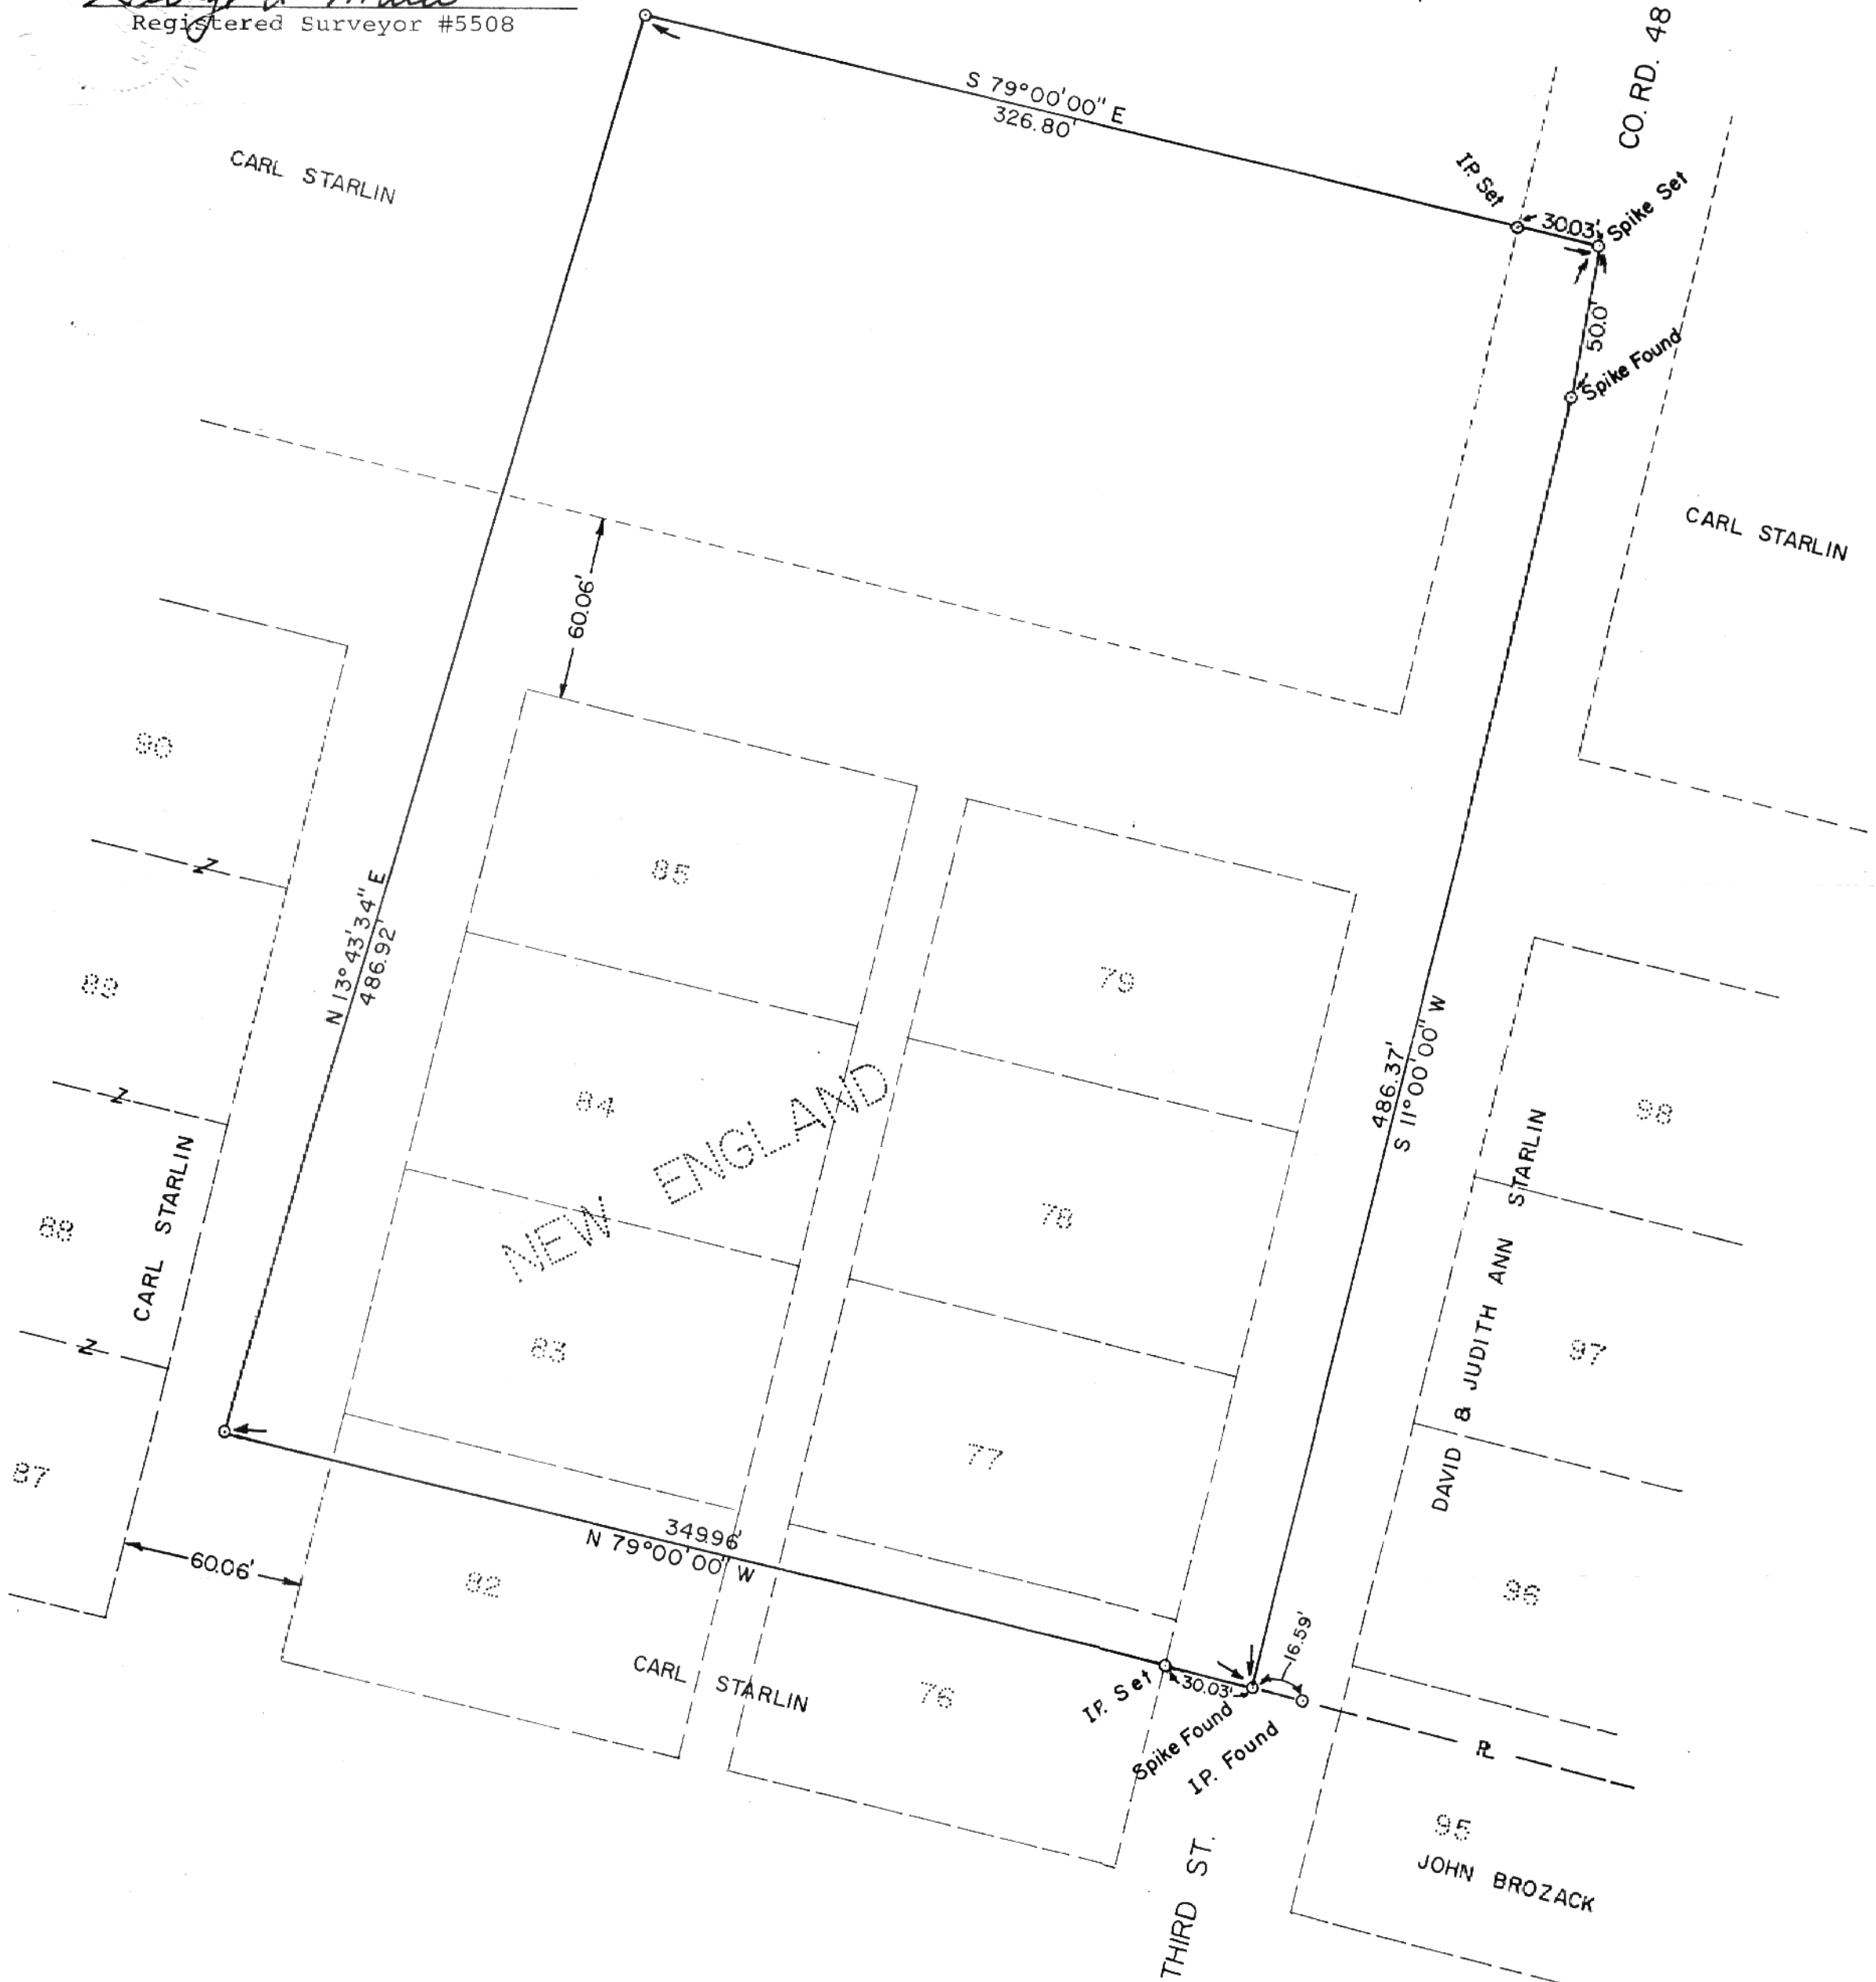 Registered Surveyor #5508
CO. RD. 48
S 79°00'00" E
326.80'
CARL STARLIN
I.P. Set
30.03'
Spike Set
50.0'
Spike Found
CARL STARLIN
60.06'
90
85
79
N 13°43'34" E
486.92'
89
486.37'
S 11°00'00" W
84
98
NEW ENGLAND
CARL STARLIN
88
78
DAVID & JUDITH ANN STARLIN
83
97
87
77
349.96'
N 79°00'00" W
60.06'
82
96
16.59'
CARL STARLIN
76
I.P. Set
30.03'
Spike Found
I.P. Found
PL
95
JOHN BROZACK
THIRD ST.